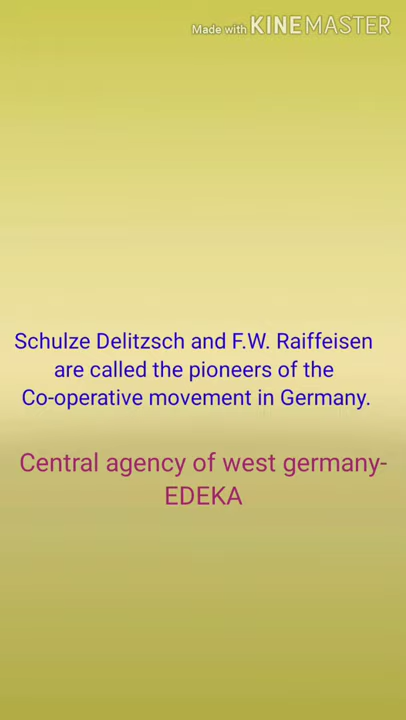 Made with KINEMASTER
Schulze Delitzsch and F.W. Raiffeisen
are called the pioneers of the
Co-operative movement in Germany.
Central agency of west germany-
EDEKA